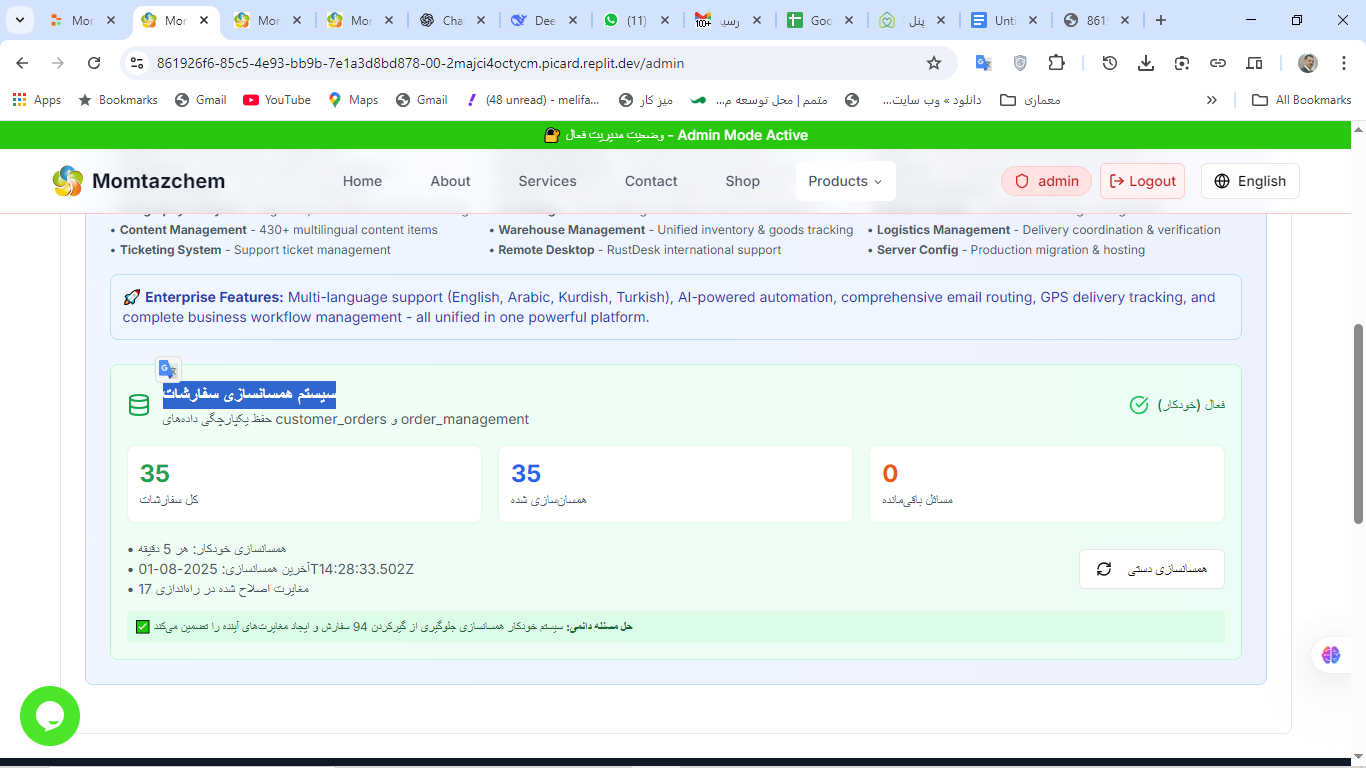 Mor
Mor
Mor
Mor
Cha
Dee
(11)
رسید
Goo
پنل
Unti
861
861926f6-85c5-4e93-bb9b-7e1a3d8bd878-00-2majci4octycm.picard.replit.dev/admin
Apps
Bookmarks
Gmail
YouTube
Maps
Gmail
(48 unread) - melifa...
میز کار
متمم | محل توسعه م...
دانلود » وب سایت...
معماری
All Bookmarks
وضعیت مدیریت فعال - Admin Mode Active
Momtazchem
Home
About
Services
Contact
Shop
Products
admin
Logout
English
• Content Management - 430+ multilingual content items
• Warehouse Management - Unified inventory & goods tracking
• Logistics Management - Delivery coordination & verification
• Ticketing System - Support ticket management
• Remote Desktop - RustDesk international support
• Server Config - Production migration & hosting
🚀 Enterprise Features: Multi-language support (English, Arabic, Kurdish, Turkish), AI-powered automation, comprehensive email routing, GPS delivery tracking, and
complete business workflow management - all unified in one powerful platform.
سیستم همسانسازی سفارشات
حفظ یکپارچگی داده‌های customer_orders و order_management
فعال (خودکار)
35
کل سفارشات
35
همسان‌سازی شده
0
مسائل باقی‌مانده
• همسانسازی خودکار: هر 5 دقیقه
• آخرین همسانسازی: 2025-08-01T14:28:33.502Z
• 17 مغایرت اصلاح شده در راه‌اندازی
همسانسازی دستی
✅ حل مسئله دائمی: سیستم خودکار همسانسازی جلوگیری از گیرکردن 94 سفارش و ایجاد مغایرت‌های آینده را تضمین می‌کند